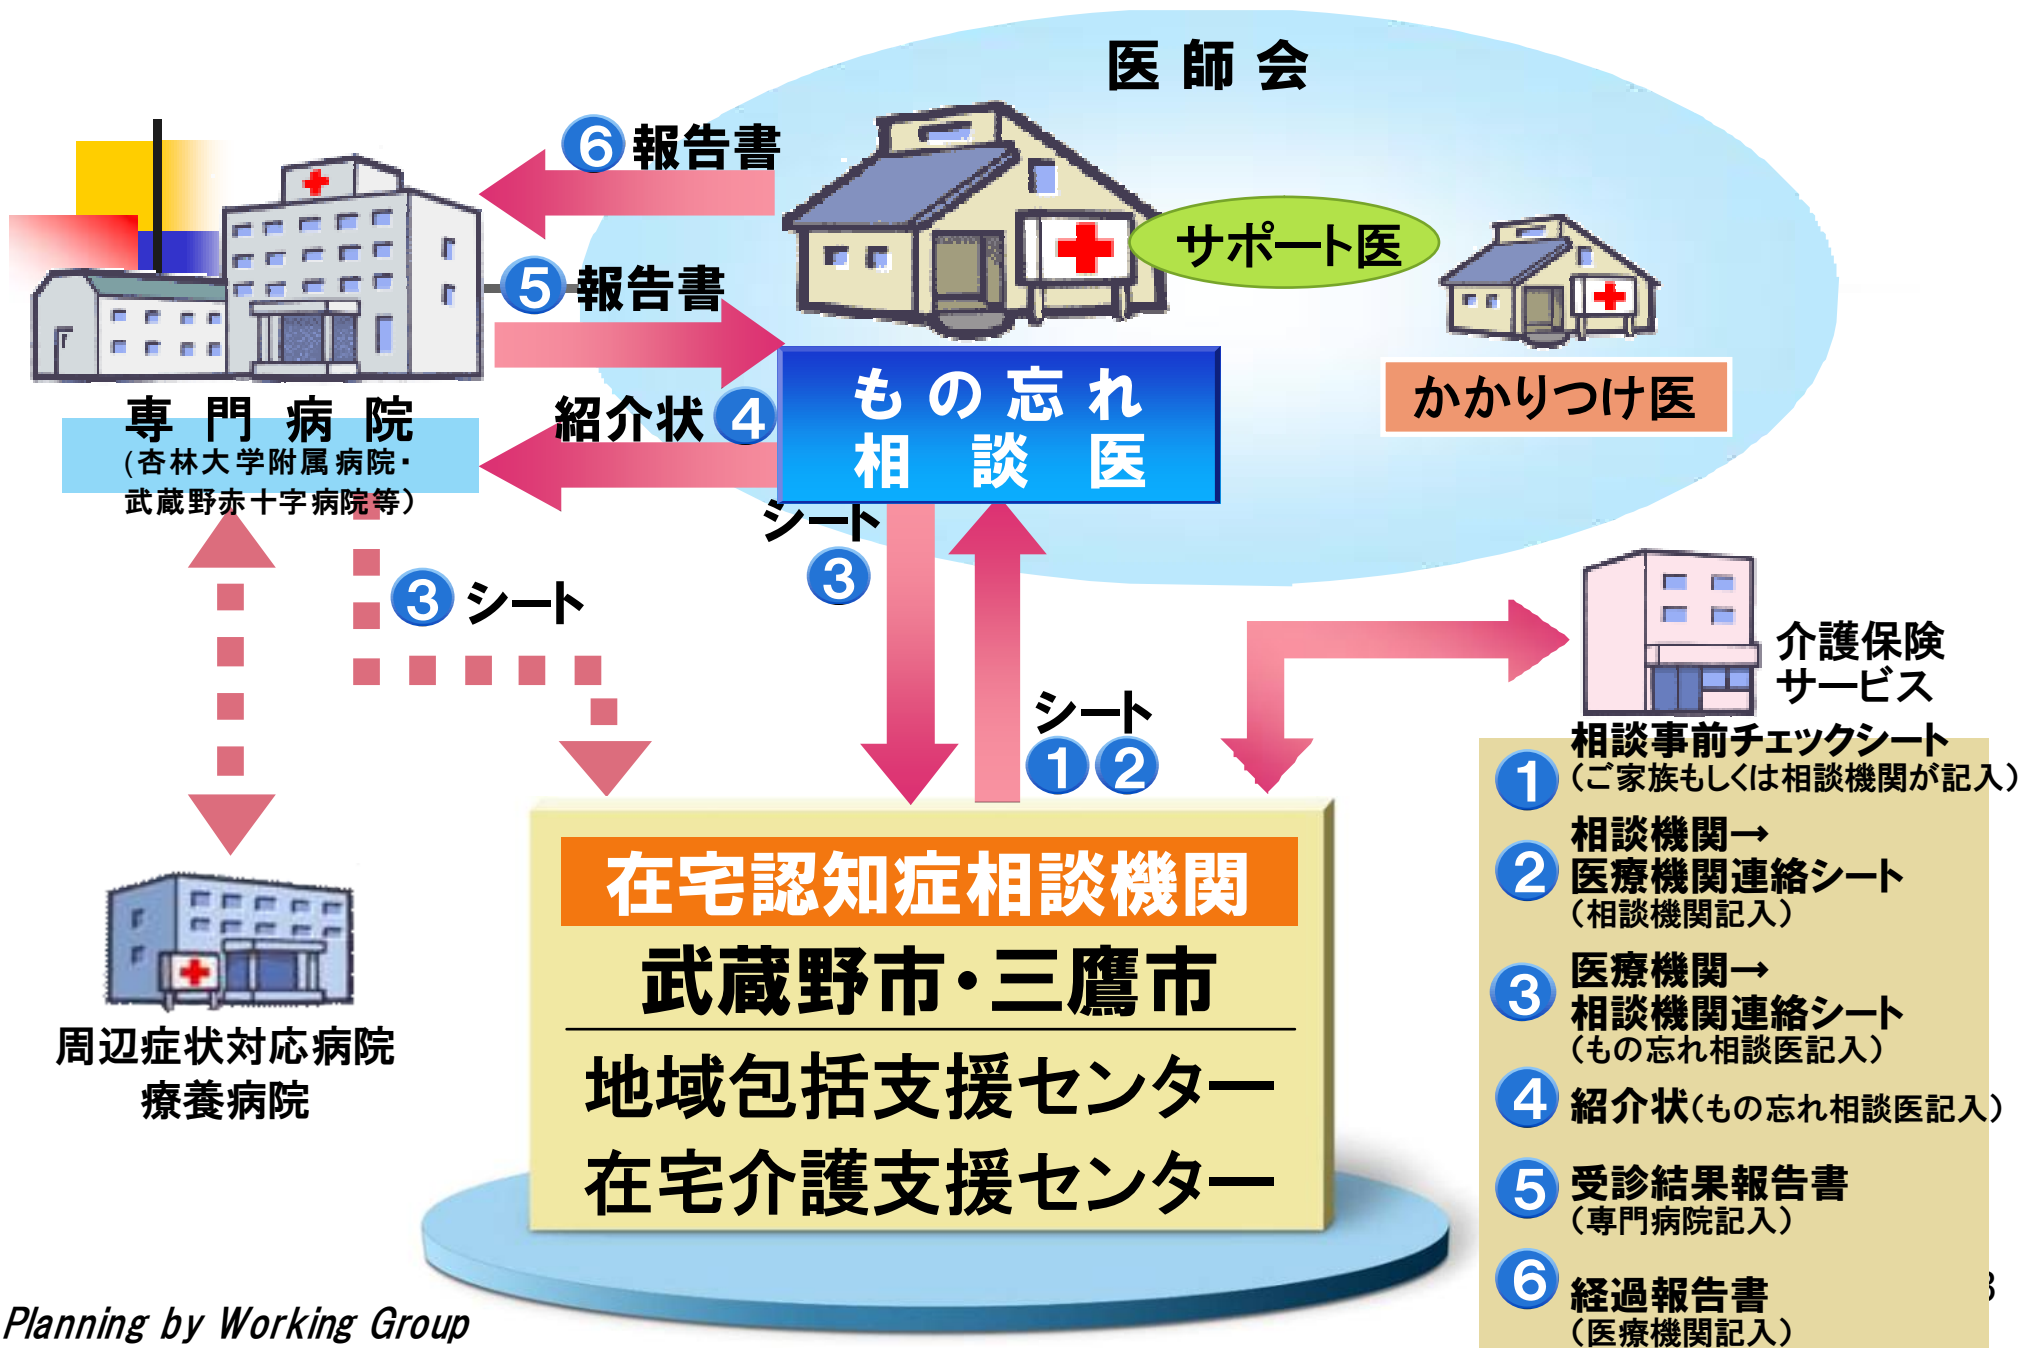 医師会
⑥報告書
サポート医
⑤報告書
かかりつけ医
もの忘れ
相談医
紹介状④
専門病院
(杏林大学附属病院・
武蔵野赤十字病院等)
シート
③
③シート
シート
①②
介護保険
サービス
在宅認知症相談機関
武蔵野市・三鷹市
地域包括支援センター
在宅介護支援センター
周辺症状対応病院
療養病院
①相談事前チェックシート
(ご家族もしくは相談機関が記入)
②相談機関→
医療機関連絡シート
(相談機関記入)
③医療機関→
相談機関連絡シート
(もの忘れ相談医記入)
④紹介状(もの忘れ相談医記入)
⑤受診結果報告書
(専門病院記入)
⑥経過報告書
(医療機関記入)
Planning by Working Group